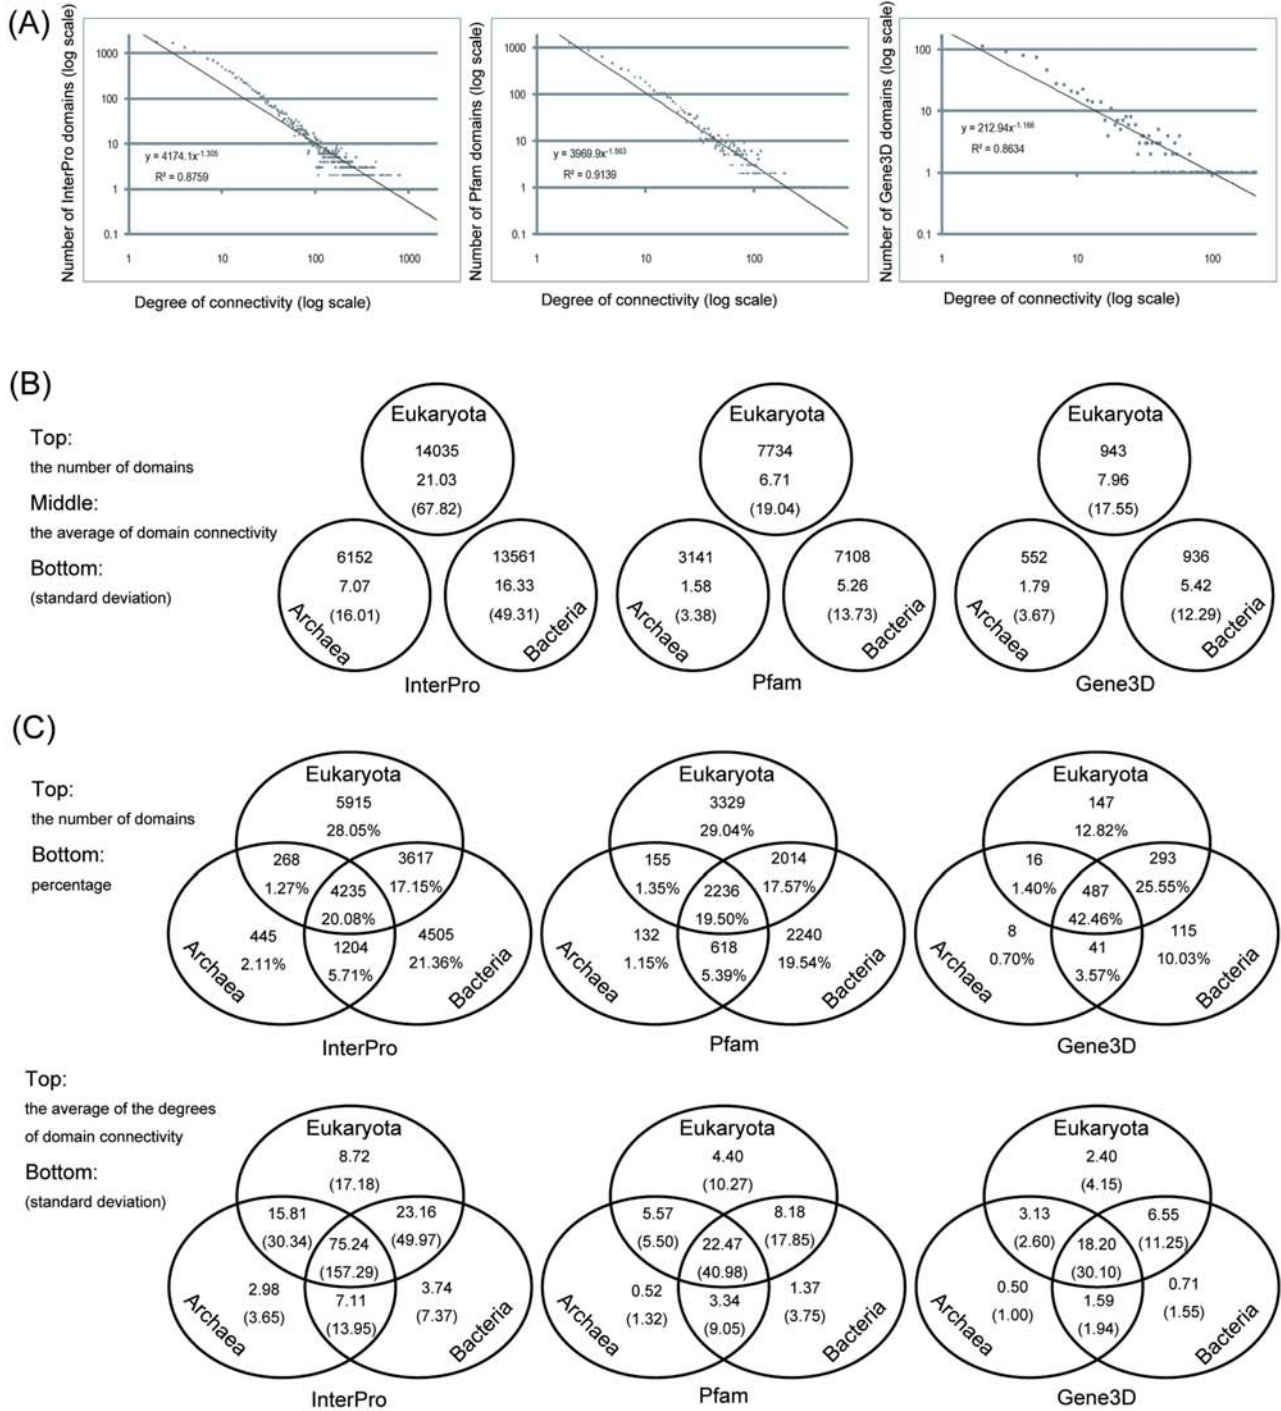 (A)
Number of InterPro domains (log scale)
1000
100
10
1
0.1
y = 4174.1x^-1.305
R² = 0.8759
1 10 100 1000
Degree of connectivity (log scale)
Number of Pfam domains (log scale)
1000
100
10
1
0.1
y = 3969.9x^-1.563
R² = 0.9139
1 10 100
Degree of connectivity (log scale)
Number of Gene3D domains (log scale)
100
10
1
0.1
y = 212.94x^-1.166
R² = 0.8634
1 10 100
Degree of connectivity (log scale)
(B)
Top:
the number of domains
Middle:
the average of domain connectivity
Bottom:
(standard deviation)
Eukaryota
14035
21.03
(67.82)
6152
7.07
(16.01)
Archaea
13561
16.33
(49.31)
Bacteria
InterPro
Eukaryota
7734
6.71
(19.04)
3141
1.58
(3.38)
Archaea
7108
5.26
(13.73)
Bacteria
Pfam
Eukaryota
943
7.96
(17.55)
552
1.79
(3.67)
Archaea
936
5.42
(12.29)
Bacteria
Gene3D
(C)
Top:
the number of domains
Bottom:
percentage
Eukaryota
5915
28.05%
268
1.27%
3617
17.15%
4235
20.08%
445
2.11%
Archaea
1204
5.71%
4505
21.36%
Bacteria
InterPro
Eukaryota
3329
29.04%
155
1.35%
2014
17.57%
2236
19.50%
132
1.15%
Archaea
618
5.39%
2240
19.54%
Bacteria
Pfam
Eukaryota
147
12.82%
16
1.40%
293
25.55%
487
42.46%
8
0.70%
Archaea
41
3.57%
115
10.03%
Bacteria
Gene3D
Top:
the average of the degrees
of domain connectivity
Bottom:
(standard deviation)
Eukaryota
8.72
(17.18)
15.81
(30.34)
23.16
(49.97)
75.24
(157.29)
2.98
(3.65)
Archaea
7.11
(13.95)
3.74
(7.37)
Bacteria
InterPro
Eukaryota
4.40
(10.27)
5.57
(5.50)
8.18
(17.85)
22.47
(40.98)
0.52
(1.32)
Archaea
3.34
(9.05)
1.37
(3.75)
Bacteria
Pfam
Eukaryota
2.40
(4.15)
3.13
(2.60)
6.55
(11.25)
18.20
(30.10)
0.50
(1.00)
Archaea
1.59
(1.94)
0.71
(1.55)
Bacteria
Gene3D